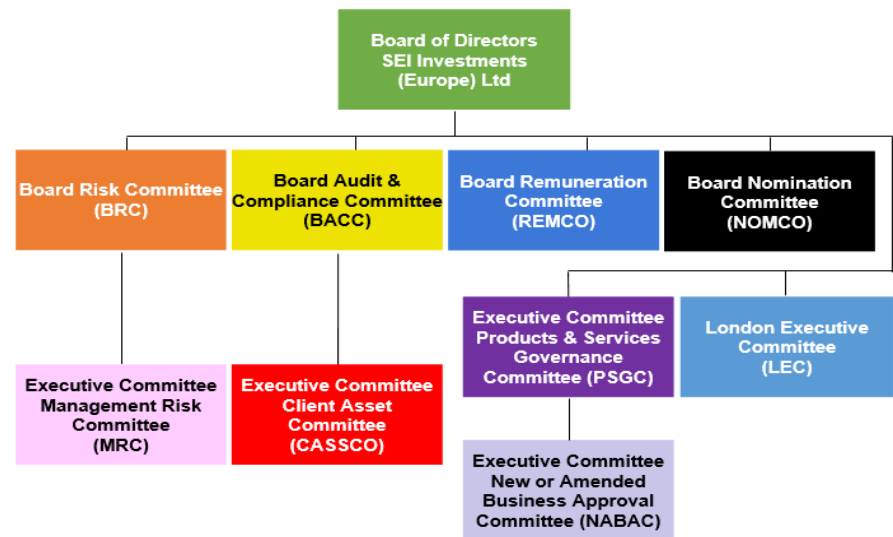 Board of Directors
SEI Investments
(Europe) Ltd
Board Risk Committee
(BRC)
Board Audit &
Compliance Committee
(BACC)
Board Remuneration
Committee
(REMCO)
Board Nomination
Committee
(NOMCO)
Executive Committee
Products & Services
Governance
Committee (PSGC)
London Executive
Committee
(LEC)
Executive Committee
Management Risk
Committee
(MRC)
Executive Committee
Client Asset
Committee
(CASSCO)
Executive Committee
New or Amended
Business Approval
Committee (NABAC)